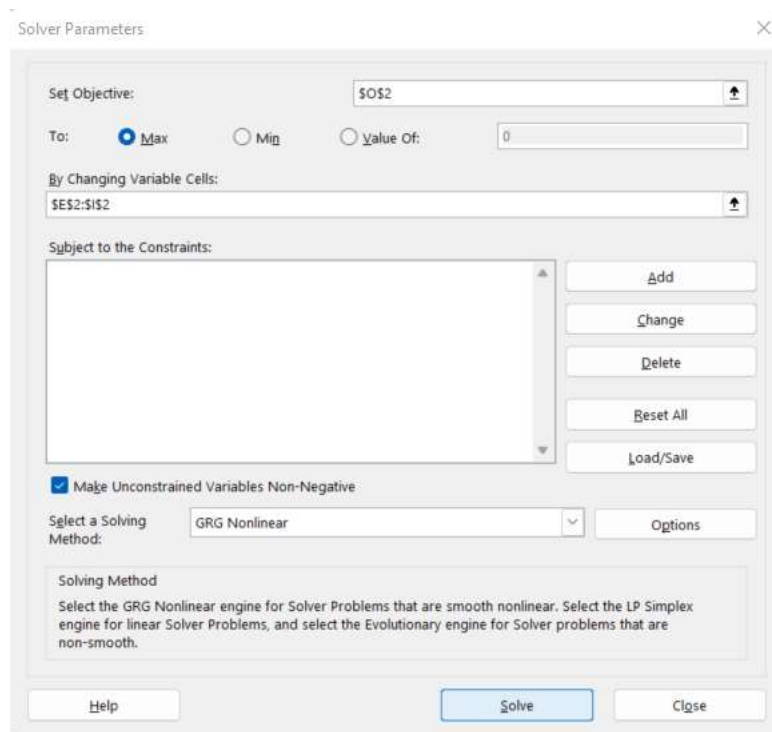 Solver Parameters
Set Objective: $O$2
To: Max Min Value Of: 0
By Changing Variable Cells:
$E$2:$I$2
Subject to the Constraints:
Add
Change
Delete
Reset All
Load/Save
Make Unconstrained Variables Non-Negative
Select a Solving Method: GRG Nonlinear Options
Solving Method
Select the GRG Nonlinear engine for Solver Problems that are smooth nonlinear. Select the LP Simplex
engine for linear Solver Problems, and select the Evolutionary engine for Solver problems that are
non-smooth.
Help Solve Close